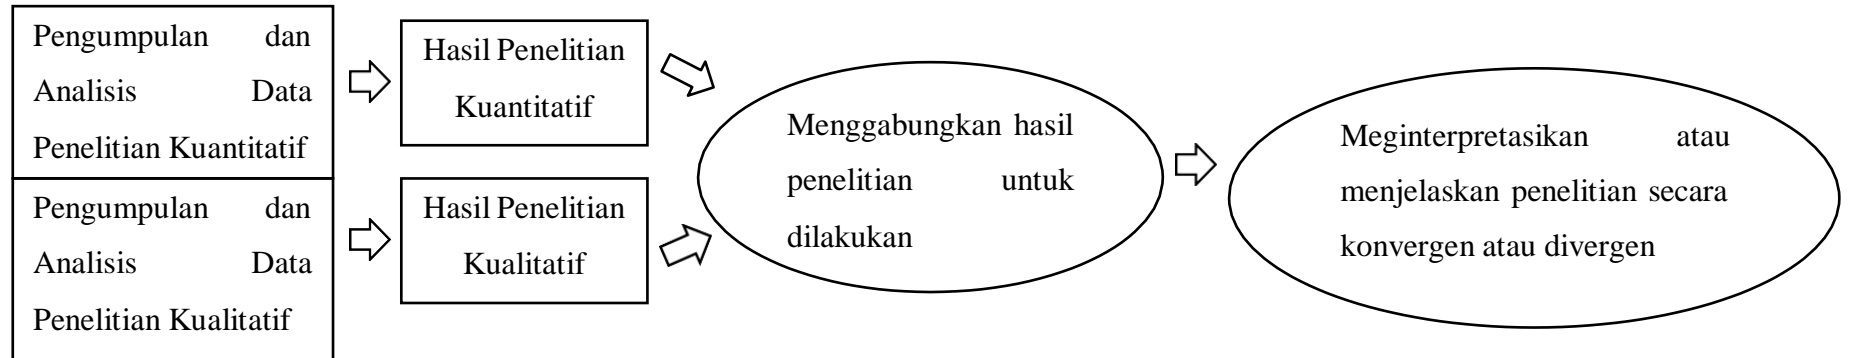 Pengumpulan dan
Analisis Data
Penelitian Kuantitatif
Hasil Penelitian
Kuantitatif
Pengumpulan dan
Analisis Data
Penelitian Kualitatif
Hasil Penelitian
Kualitatif
Menggabungkan hasil
penelitian untuk
dilakukan
Meginterpretasikan atau
menjelaskan penelitian secara
konvergen atau divergen